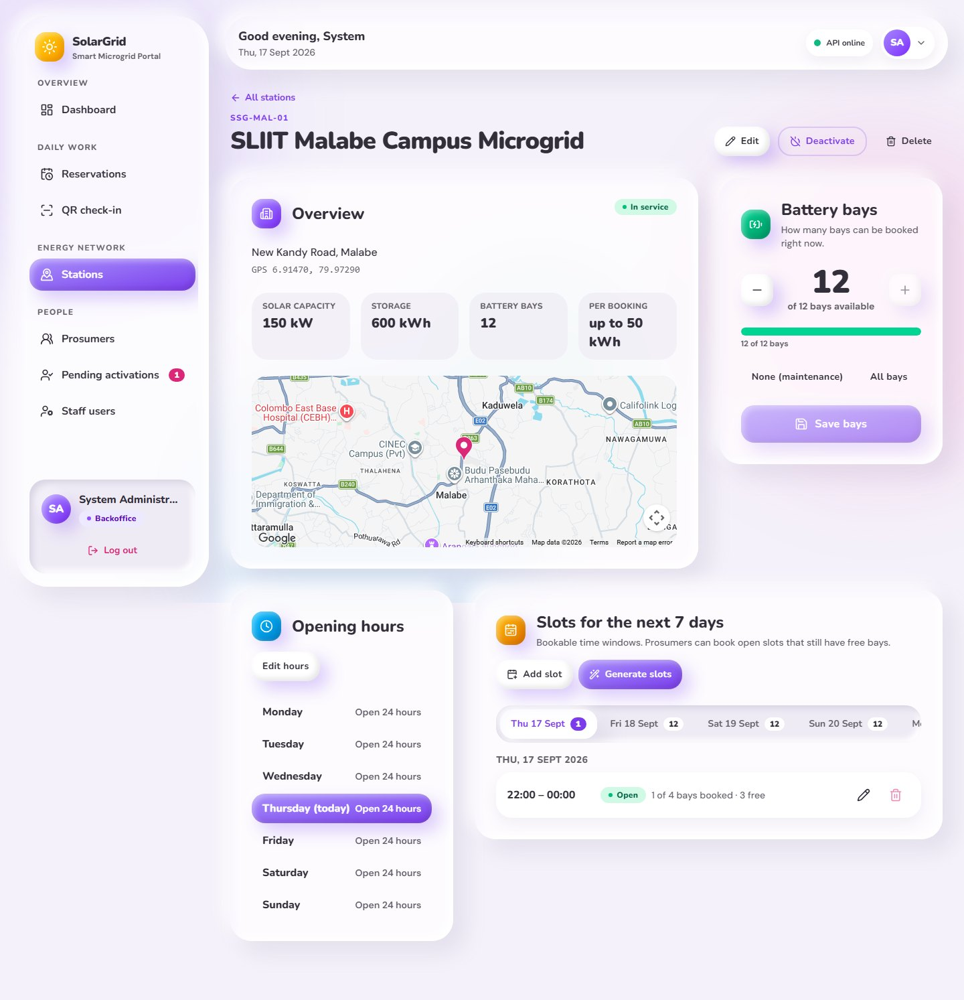 SolarGrid
Smart Microgrid Portal
OVERVIEW
Dashboard
DAILY WORK
Reservations
QR check-in
ENERGY NETWORK
Stations
PEOPLE
Prosumers
Pending activations 1
Staff users
SA System Administr...
Backoffice
Log out
Good evening, System
Thu, 17 Sept 2026
API online
SA
All stations
SSG-MAL-01
SLIIT Malabe Campus Microgrid
Edit
Deactivate
Delete
Overview
In service
New Kandy Road, Malabe
GPS 6.91470, 79.97290
SOLAR CAPACITY
150 kW
STORAGE
600 kWh
BATTERY BAYS
12
PER BOOKING
up to 50
kWh
B435
AB10
B174
Kaduwela
Califolink Log
Colombo East Base
Hospital (CEBH)...
H
E02
AB10
NAWAGAMUWA
B644
CINEC
Campus (Pvt)
THALAHENA
Budu Pasebudu
Arhanthaka Maha...
KORATHOTA
KOSWATTA
B240
Department of
Immigration &...
Malabe
E02
ttaramulla
Google
Pothuarawa Rd
Keyboard shortcuts
Map data ©2026
Terms
Report a map error
Battery bays
How many bays can be booked
right now.
12
of 12 bays available
12 of 12 bays
None (maintenance)
All bays
Save bays
Opening hours
Edit hours
Monday Open 24 hours
Tuesday Open 24 hours
Wednesday Open 24 hours
Thursday (today) Open 24 hours
Friday Open 24 hours
Saturday Open 24 hours
Sunday Open 24 hours
Slots for the next 7 days
Bookable time windows. Prosumers can book open slots that still have free bays.
Add slot
Generate slots
Thu 17 Sept 1
Fri 18 Sept 12
Sat 19 Sept 12
Sun 20 Sept 12
THU, 17 SEPT 2026
22:00 – 00:00
Open
1 of 4 bays booked · 3 free